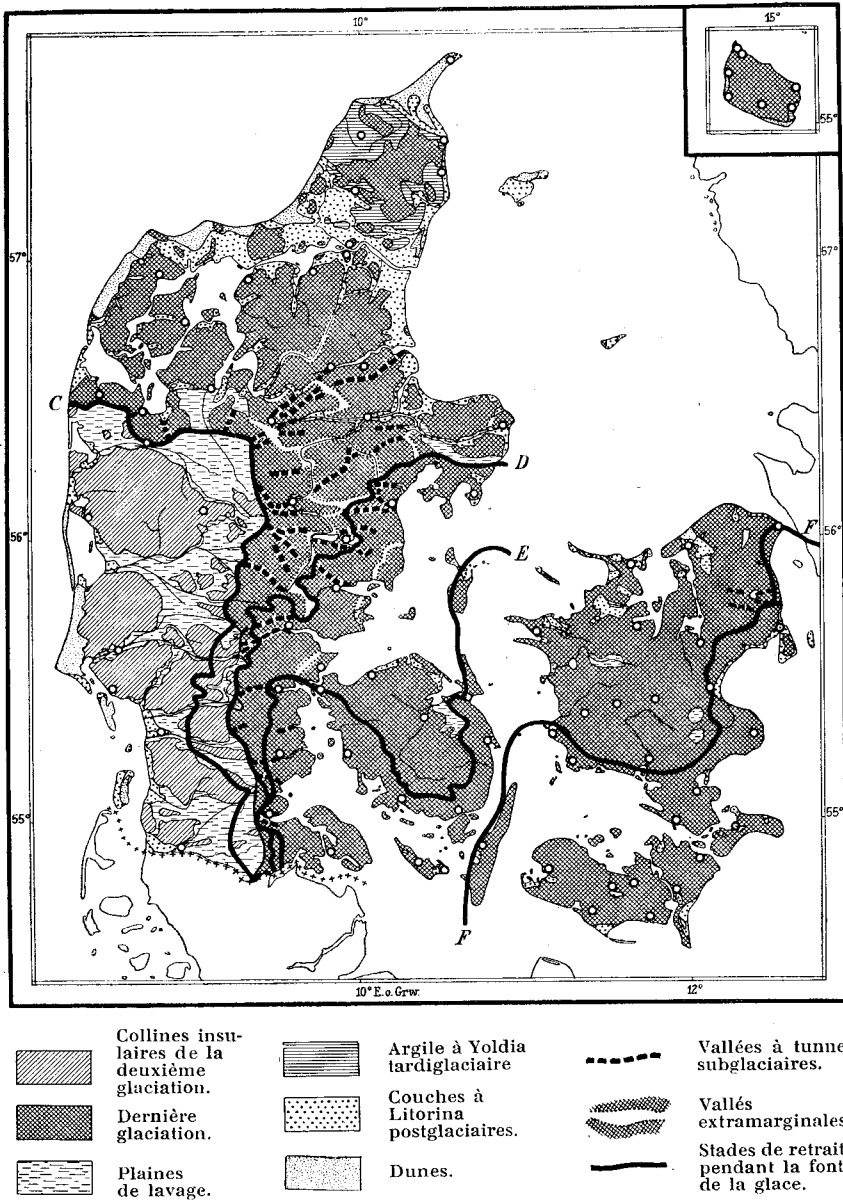 10°
15°
55°
57°
57°
C
D
56°
E
F
56°
55°
55°
F
10° E. o. Grw.
12°
Collines insu-
laires de la
deuxième
glaciation.
Dernière
glaciation.
Plaines
de lavage.
Argile à Yoldia
tardiglaciaire
Couches à
Litorina
postglaciaires.
Dunes.
Vallées à tunne
subglaciaires.
Vallés
extramarginales
Stades de retrait
pendant la font
de la glace.